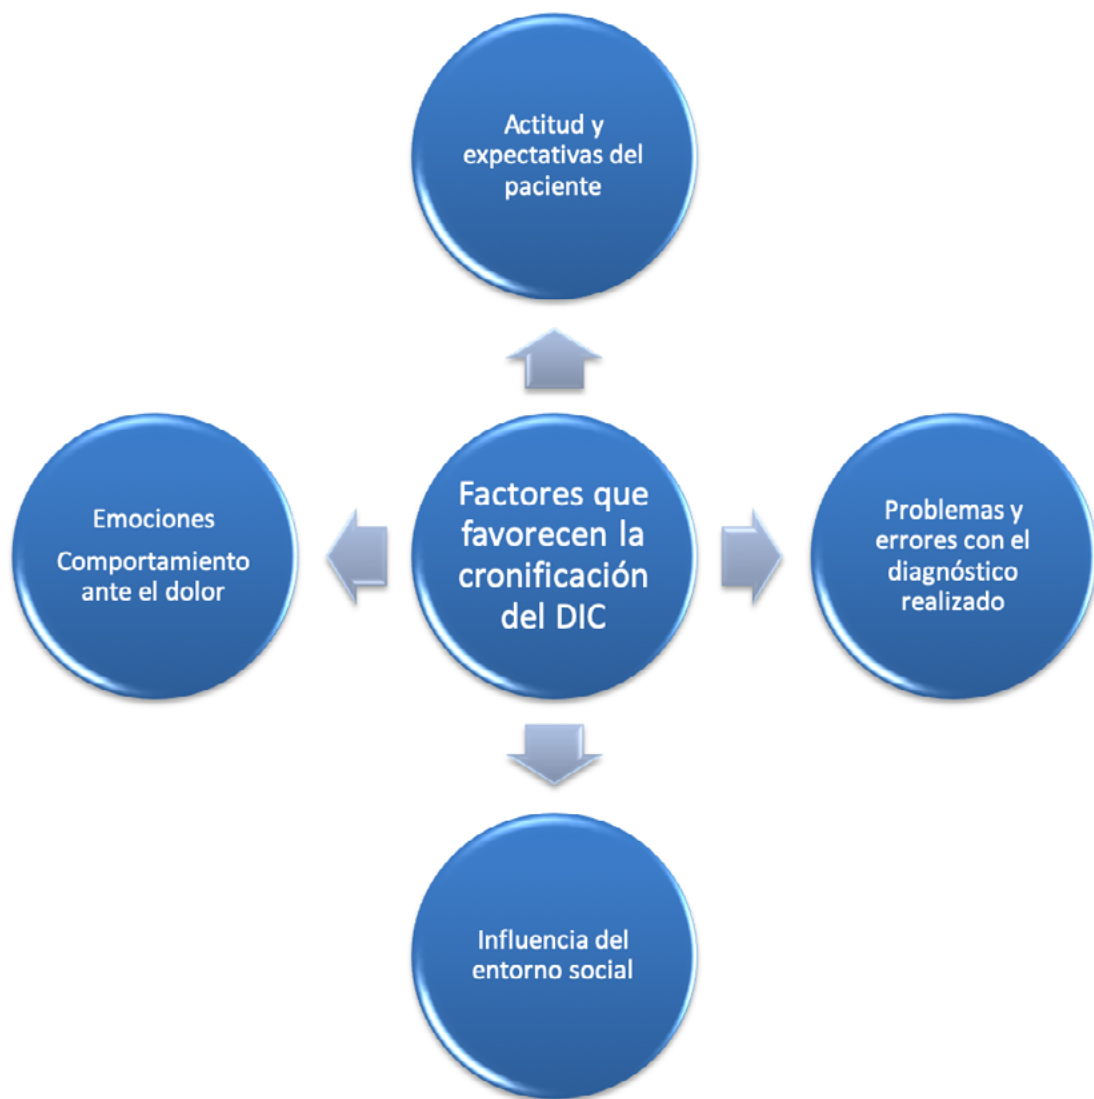 Actitud y
expectativas del
paciente
Emociones
Comportamiento
ante el dolor
Factores que
favorecen la
cronificación
del DIC
Problemas y
errores con el
diagnóstico
realizado
Influencia del
entorno social